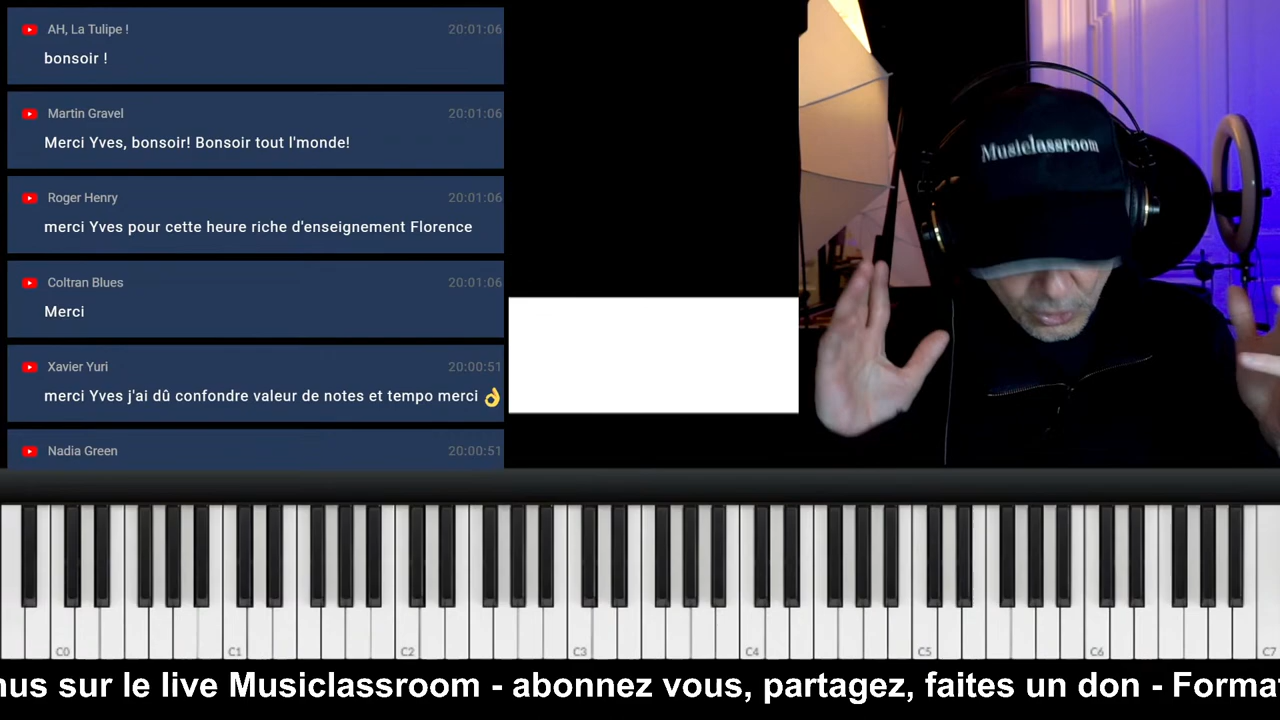 AH, La Tulipe !
20:01:06
bonsoir !
Martin Gravel
20:01:06
Merci Yves, bonsoir! Bonsoir tout l'monde!
Roger Henry
20:01:06
merci Yves pour cette heure riche d'enseignement Florence
Coltran Blues
20:01:06
Merci
Xavier Yuri
20:00:51
merci Yves j'ai dû confondre valeur de notes et tempo merci 👌
Nadia Green
20:00:51
Musiclassroom
C0 C1 C2 C3 C4 C5 C6 C7
nus sur le live Musiclassroom - abonnez vous, partagez, faites un don - Forma